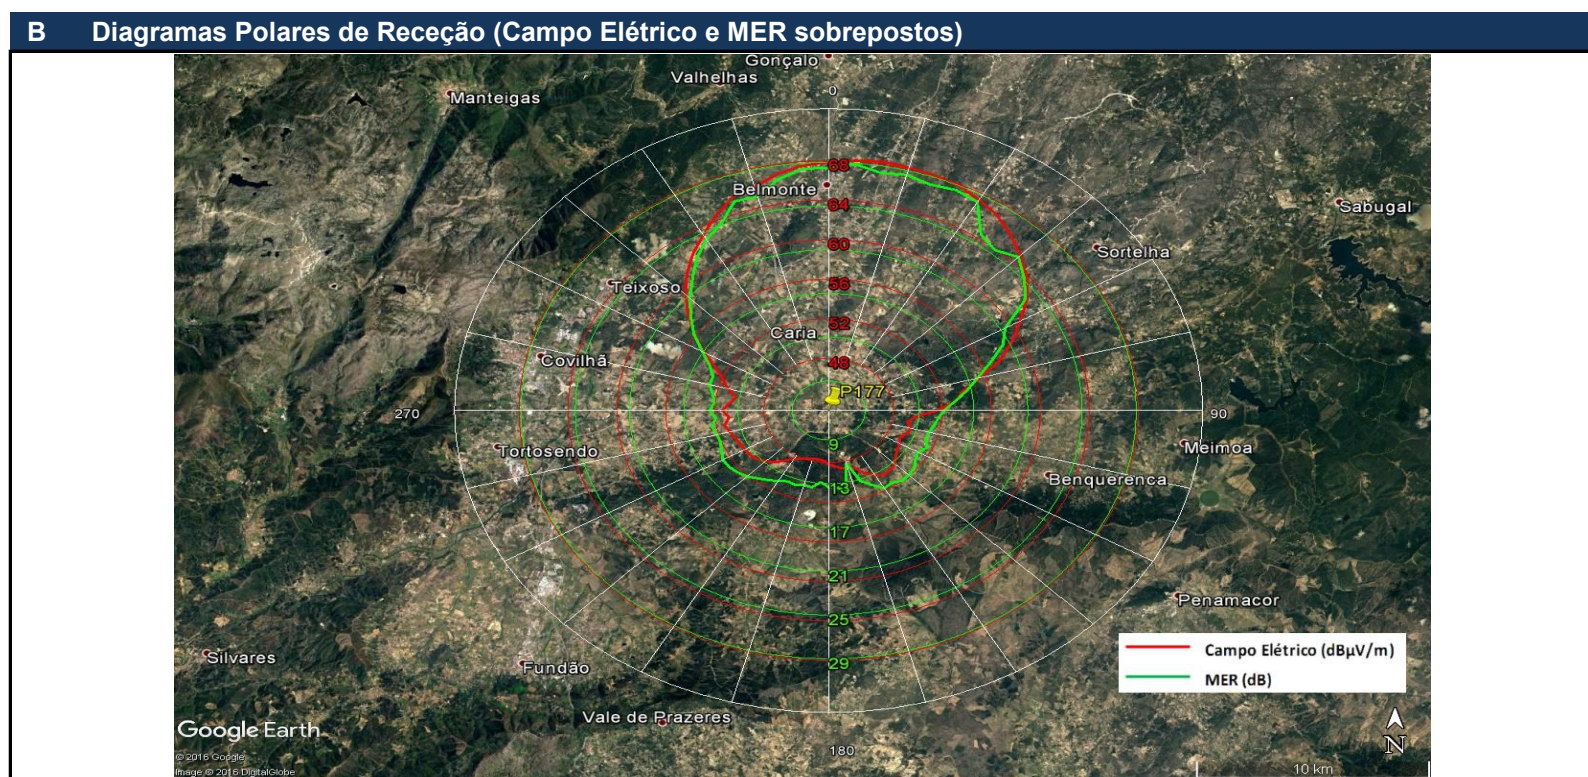 B Diagramas Polares de Receção (Campo Elétrico e MER sobrepostos)
Gonçalo
Valhelhas
Manteigas
0
68
Belmonte
64
Sabugal
60
Sortelha
56
Teixoso
52
Caria
48
Covilhã
P177
270
90
9
Meimoa
Tortosendo
Benquerenca
13
17
21
Penamacor
25
Campo Elétrico (dBµV/m)
Silvares
29
Fundão
MER (dB)
Vale de Prazeres
Google Earth
N
180
© 2016 Google
10 km
Image © 2016 DigitalGlobe